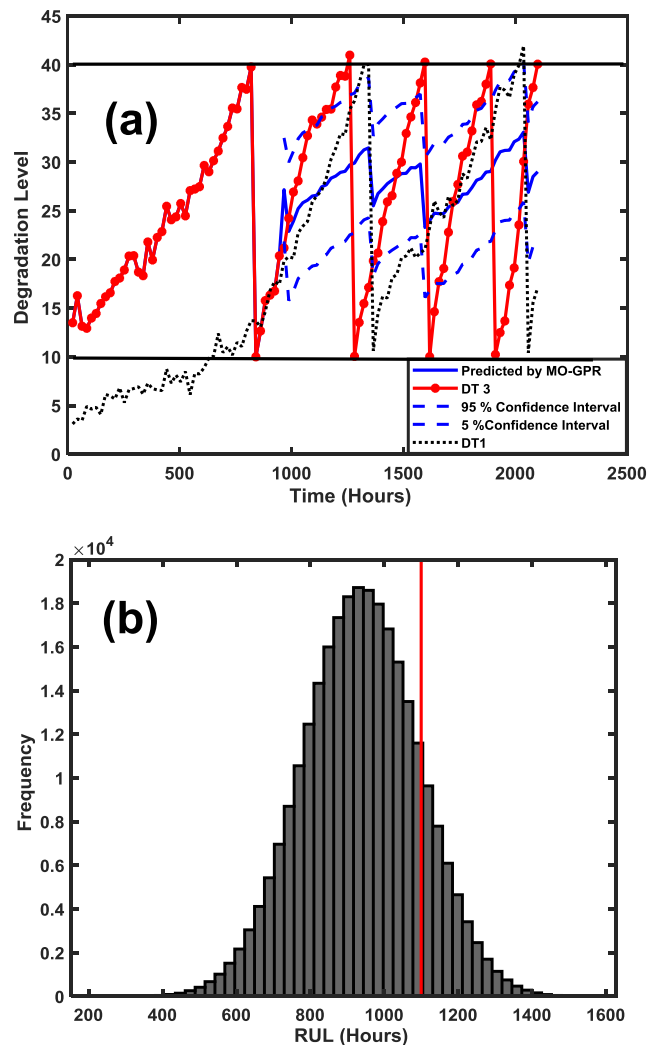 45
40
35
30
25
20
15
10
5
0
Degradation Level
(a)
Predicted by MO-GPR
DT 3
95 % Confidence Interval
5 %Confidence Interval
DT1
0 500 1000 1500 2000 2500
Time (Hours)
×10⁴
2
1.8
1.6
1.4
1.2
1
0.8
0.6
0.4
0.2
0
Frequency
(b)
200 400 600 800 1000 1200 1400 1600
RUL (Hours)